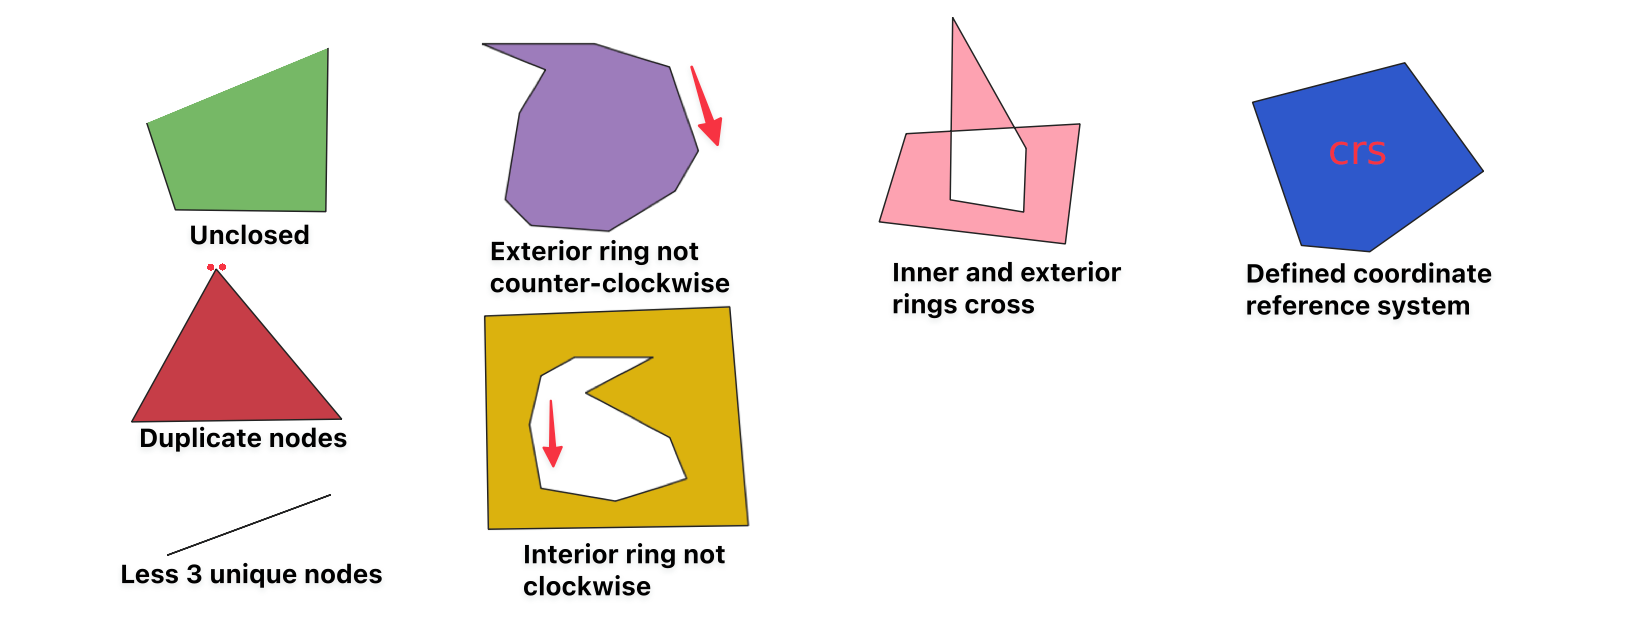 Unclosed
Duplicate nodes
Less 3 unique nodes
Exterior ring not
counter-clockwise
Interior ring not
clockwise
Inner and exterior
rings cross
crs
Defined coordinate
reference system